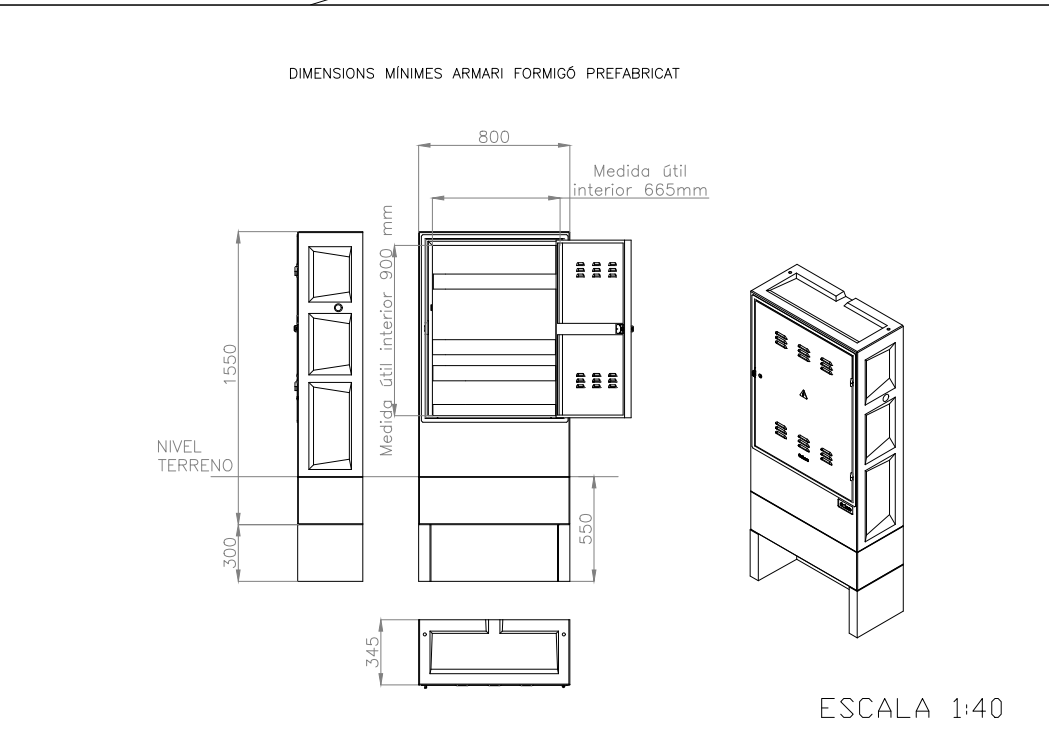 DIMENSIONS MÍNIMES ARMARI FORMIGÓ PREFABRICAT
800
Medida útil
interior 665mm
Medida útil interior 900 mm
1550
NIVEL
TERRENO
300
550
345
ESCALA 1:40